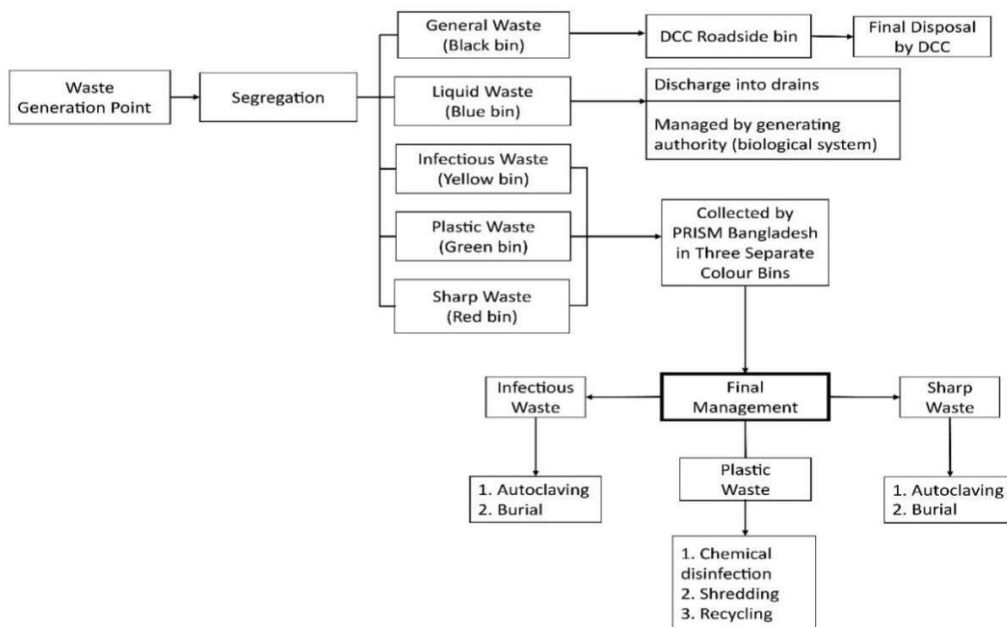 Waste
Generation Point
Segregation
General Waste
(Black bin)
DCC Roadside bin
Final Disposal
by DCC
Liquid Waste
(Blue bin)
Discharge into drains
Managed by generating
authority (biological system)
Infectious Waste
(Yellow bin)
Plastic Waste
(Green bin)
Sharp Waste
(Red bin)
Collected by
PRISM Bangladesh
in Three Separate
Colour Bins
Infectious
Waste
Final
Management
Sharp
Waste
Plastic
Waste
1. Autoclaving
2. Burial
1. Chemical
disinfection
2. Shredding
3. Recycling
1. Autoclaving
2. Burial